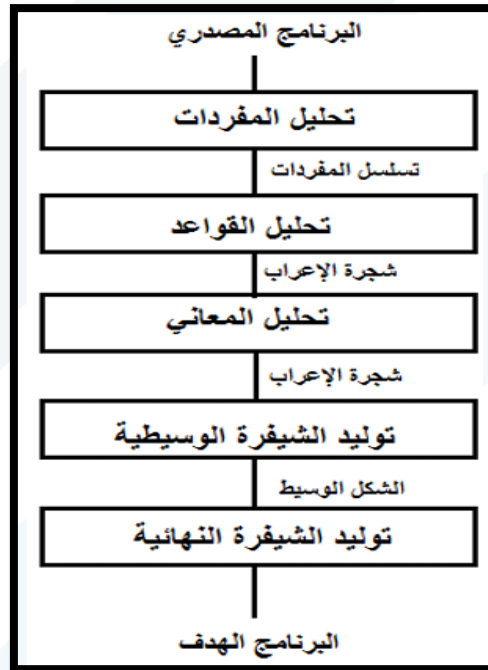 البرنامج المصدري
تحليل المفردات
تسلسل المفردات
تحليل القواعد
شجرة الإعراب
تحليل المعاني
شجرة الإعراب
توليد الشيفرة الوسيطية
الشكل الوسيط
توليد الشيفرة النهائية
البرنامج الهدف